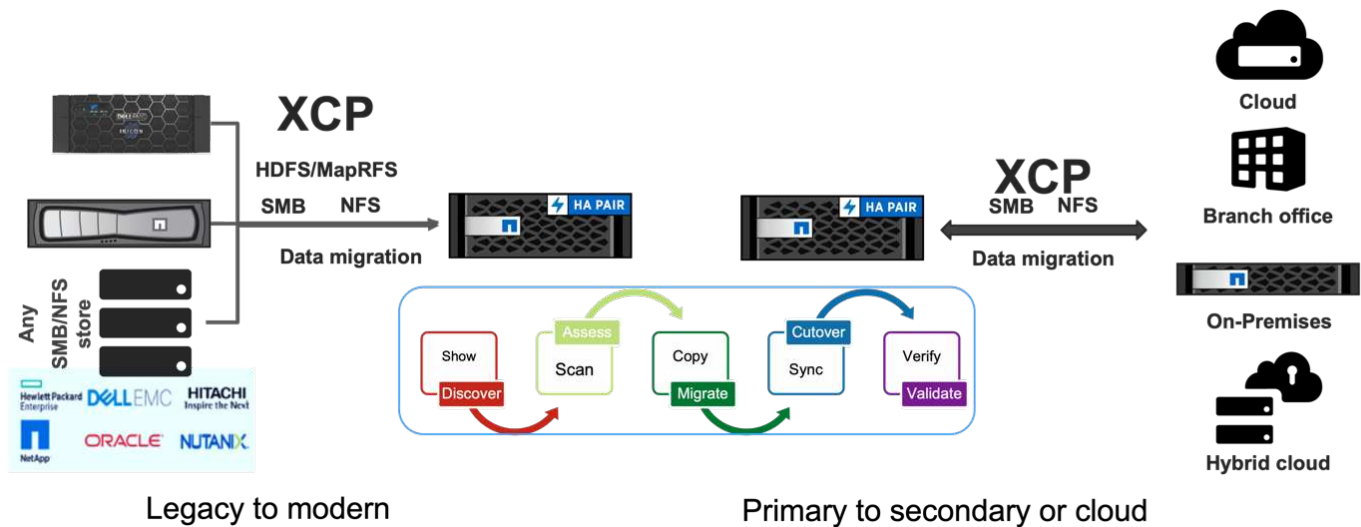 XCP
HDFS/MapRFS
SMB NFS
Data migration
HA PAIR
Any
SMB/NFS
store
Hewlett Packard
Enterprise
DELLEMC
HITACHI
Inspire the Next
NetApp
ORACLE
NUTANIX
Legacy to modern
Show
Discover
Assess
Scan
Copy
Migrate
Cutover
Sync
Verify
Validate
HA PAIR
XCP
SMB NFS
Data migration
Cloud
Branch office
On-Premises
Hybrid cloud
Primary to secondary or cloud